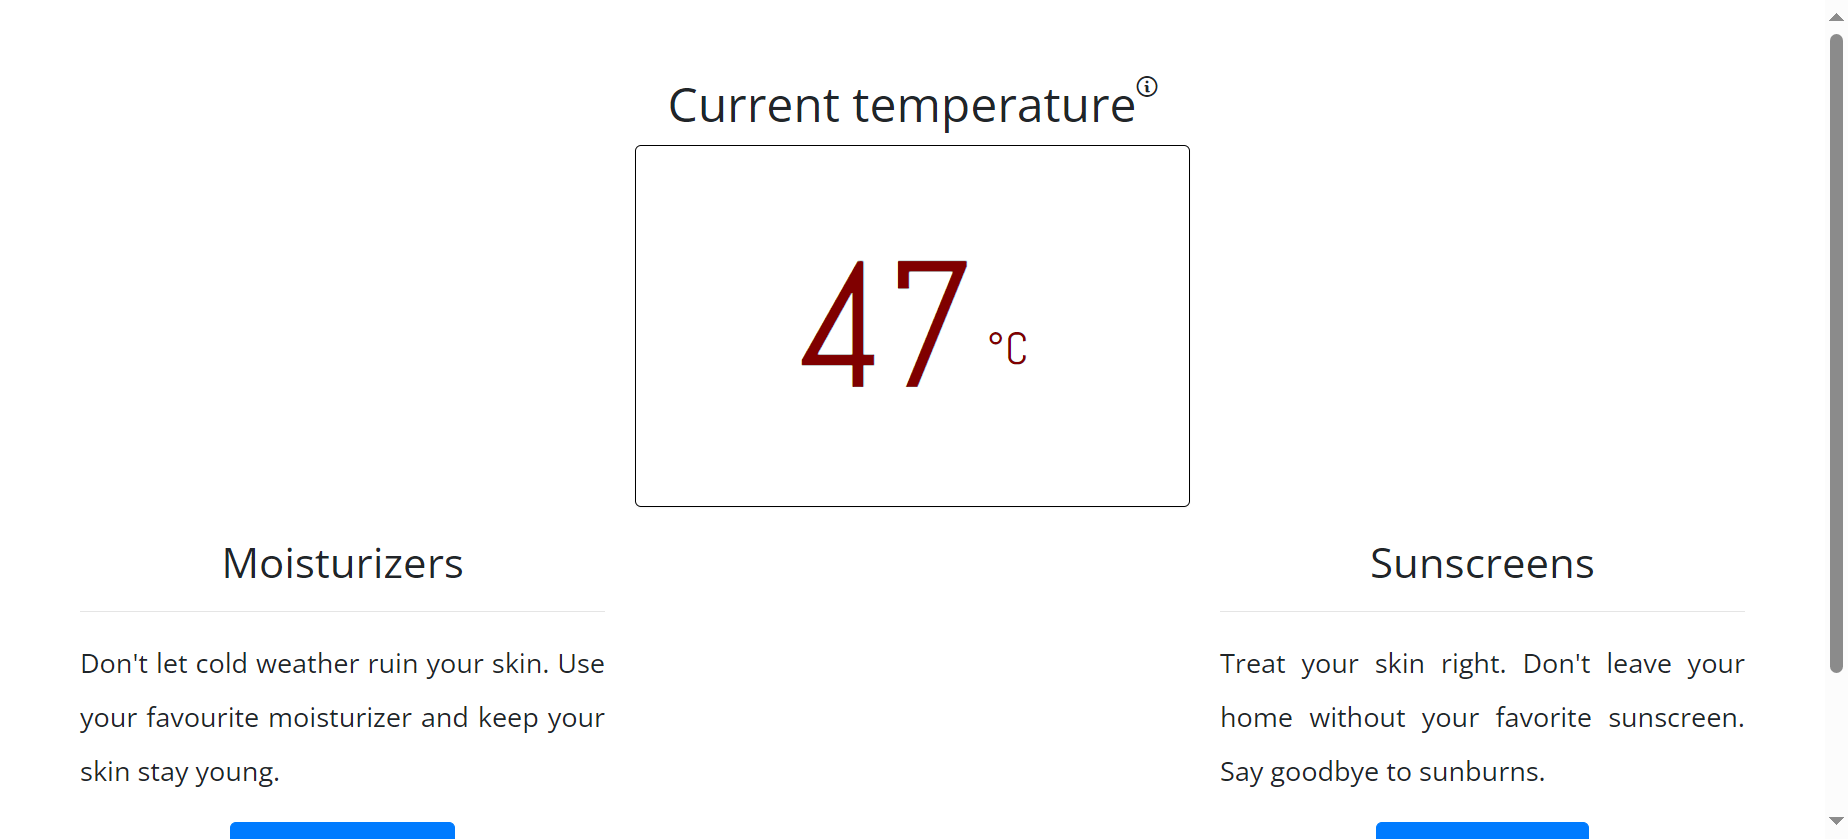 Current temperature
47 °C
Moisturizers
Don't let cold weather ruin your skin. Use
your favourite moisturizer and keep your
skin stay young.
Sunscreens
Treat your skin right. Don't leave your
home without your favorite sunscreen.
Say goodbye to sunburns.